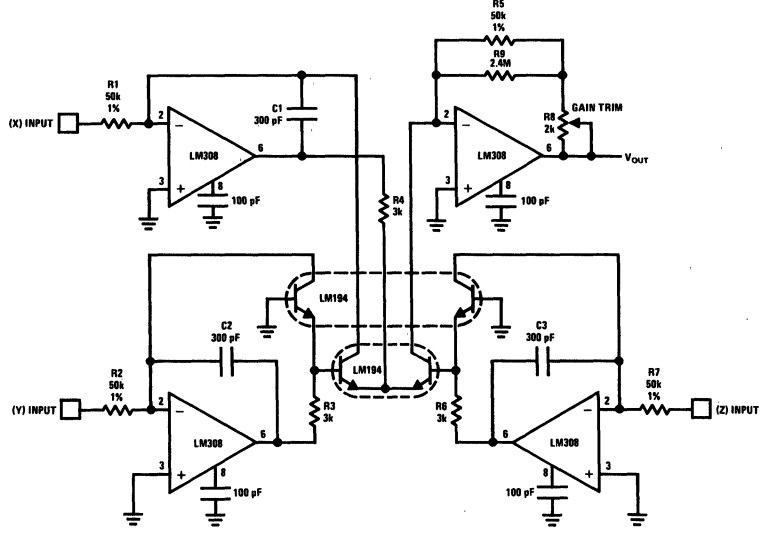 R5
50k
1%
R9
2.4M
R1
50k
1%
(X) INPUT
2
−
LM308
3
+
6
8
100 pF
C1
300 pF
R4
3k
2
−
LM308
3
+
6
8
100 pF
R8
2k
GAIN TRIM
VOUT
LM194
LM194
C2
300 pF
R2
50k
1%
(Y) INPUT
2
−
LM308
3
+
6
8
100 pF
R3
3k
R6
3k
C3
300 pF
R7
50k
1%
(Z) INPUT
2
−
LM308
3
+
6
8
100 pF